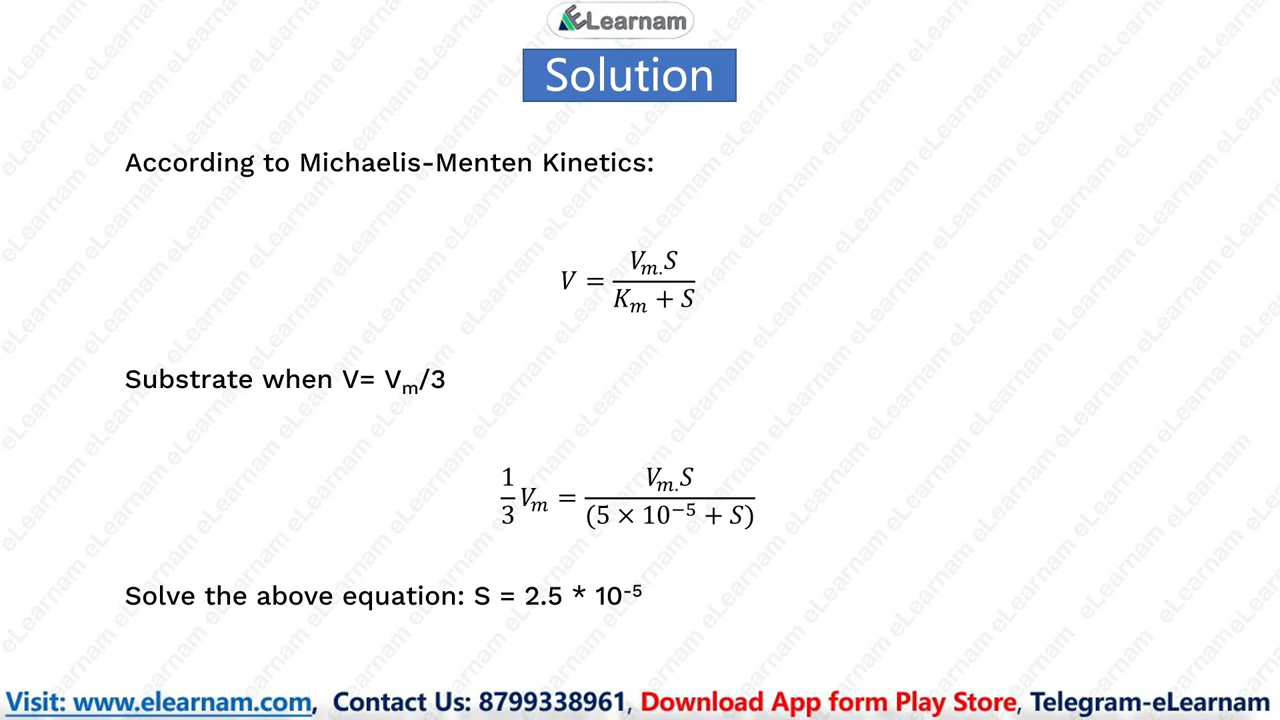 ELearnam
Solution
According to Michaelis-Menten Kinetics:
V = Vₘ.S / (Kₘ + S)
Substrate when V= Vₘ/3
1/3 Vₘ = Vₘ.S / (5 × 10⁻⁵ + S)
Solve the above equation: S = 2.5 * 10⁻⁵
Visit: www.elearnam.com, Contact Us: 8799338961, Download App form Play Store, Telegram-eLearnam